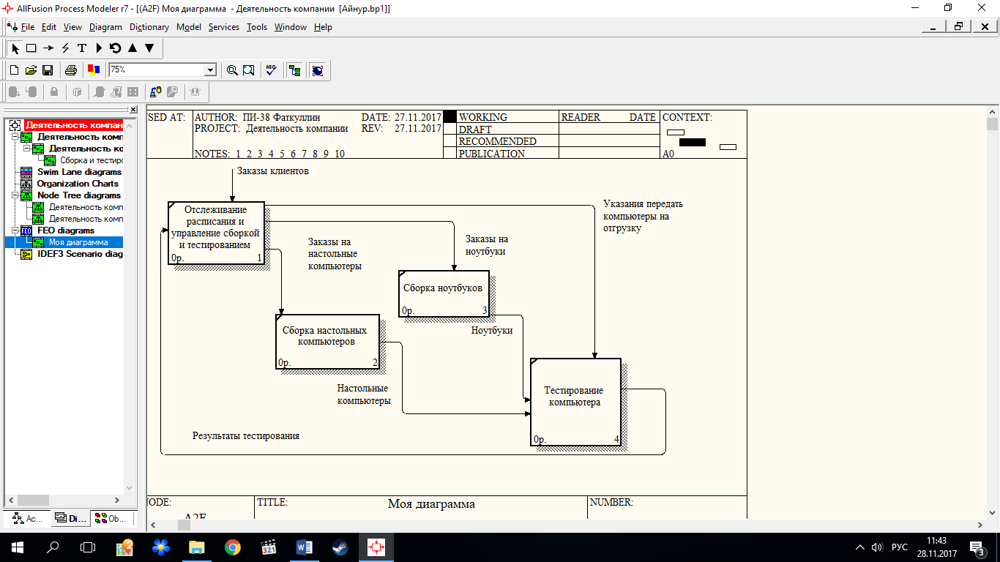 AllFusion Process Modeler r7 - [(A2F) Моя диаграмма - Деятельность компании [Айнур.bp1]]
File Edit View Diagram Dictionary Model Services Tools Window Help
75%
ABC
Деятельность компан
Деятельность комп
Деятельность ко
Сборка и тестиро
Swim Lane diagrams
Organization Charts
Node Tree diagrams
Деятельность комп
Деятельность комп
FEO FEO diagrams
Моя диаграмма
IDEF3 Scenario diag
Ac... Di... Ob...
SED AT:
AUTHOR: ПИ-38 Фаткуллин
DATE: 27.11.2017
PROJECT: Деятельность компании
REV: 27.11.2017
NOTES: 1 2 3 4 5 6 7 8 9 10
WORKING
DRAFT
RECOMMENDED
PUBLICATION
READER DATE
CONTEXT:
A0
Заказы клиентов
Отслеживание
расписания и
управление сборкой
и тестированием
0р. 1
Указания передать
компьютеры на
отгрузку
Заказы на
настольные
компьютеры
Заказы на
ноутбуки
Сборка ноутбуков
0р. 3
Ноутбуки
Сборка настольных
компьютеров
0р. 2
Настольные
компьютеры
Тестирование
компьютера
0р. 4
Результаты тестирования
NODE:
A2F
TITLE:
Моя диаграмма
NUMBER:
321
РУС
11:43
28.11.2017
3